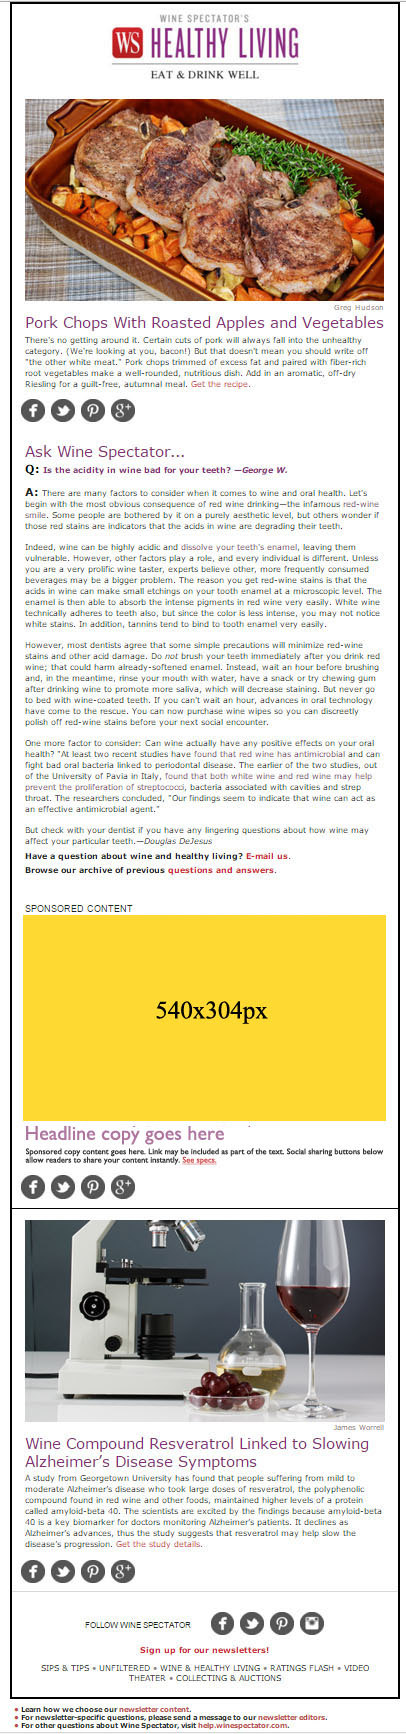 WINE SPECTATOR'S
WS HEALTHY LIVING
EAT & DRINK WELL
Greg Hudson
Pork Chops With Roasted Apples and Vegetables
There's no getting around it. Certain cuts of pork will always fall into the unhealthy
category. (We're looking at you, bacon!) But that doesn't mean you should write off
"the other white meat." Pork chops trimmed of excess fat and paired with fiber-rich
root vegetables make a well-rounded, nutritious dish. Add in an aromatic, off-dry
Riesling for a guilt-free, autumnal meal. Get the recipe.
Ask Wine Spectator...
Q: Is the acidity in wine bad for your teeth? —George W.
A: There are many factors to consider when it comes to wine and oral health. Let's
begin with the most obvious consequence of red wine drinking—the infamous red-wine
smile. Some people are bothered by it on a purely aesthetic level, but others wonder if
those red stains are indicators that the acids in wine are degrading their teeth.
Indeed, wine can be highly acidic and dissolve your teeth's enamel, leaving them
vulnerable. However, other factors play a role, and every individual is different. Unless
you are a very prolific wine taster, experts believe other, more frequently consumed
beverages may be a bigger problem. The reason you get red-wine stains is that the
acids in wine can make small etchings on your tooth enamel at a microscopic level. The
enamel is then able to absorb the intense pigments in red wine very easily. White wine
technically adheres to teeth also, but since the color is less intense, you may not notice
white stains. In addition, tannins tend to bind to tooth enamel very easily.
However, most dentists agree that some simple precautions will minimize red-wine
stains and other acid damage. Do not brush your teeth immediately after you drink red
wine; that could harm already-softened enamel. Instead, wait an hour before brushing
and, in the meantime, rinse your mouth with water, have a snack or try chewing gum
after drinking wine to promote more saliva, which will decrease staining. But never go
to bed with wine-coated teeth. If you can't wait an hour, advances in oral technology
have come to the rescue. You can now purchase wine wipes so you can discreetly
polish off red-wine stains before your next social encounter.
One more factor to consider: Can wine actually have any positive effects on your oral
health? "At least two recent studies have found that red wine has antimicrobial and can
fight bad oral bacteria linked to periodontal disease. The earlier of the two studies, out
of the University of Pavia in Italy, found that both white wine and red wine may help
prevent the proliferation of streptococci, bacteria associated with cavities and strep
throat. The researchers concluded, "Our findings seem to indicate that wine can act as
an effective antimicrobial agent."
But check with your dentist if you have any lingering questions about how wine may
affect your particular teeth.—Douglas DeJesus
Have a question about wine and healthy living? E-mail us.
Browse our archive of previous questions and answers.
SPONSORED CONTENT
540x304px
Headline copy goes here
Sponsored copy content goes here. Link may be included as part of the text. Social sharing buttons below
allow readers to share your content instantly. See specs.
James Worrell
Wine Compound Resveratrol Linked to Slowing
Alzheimer's Disease Symptoms
A study from Georgetown University has found that people suffering from mild to
moderate Alzheimer's disease who took large doses of resveratrol, the polyphenolic
compound found in red wine and other foods, maintained higher levels of a protein
called amyloid-beta 40. The scientists are excited by the findings because amyloid-beta
40 is a key biomarker for doctors monitoring Alzheimer's patients. It declines as
Alzheimer's advances, thus the study suggests that resveratrol may help slow the
disease's progression. Get the study details.
FOLLOW WINE SPECTATOR
Sign up for our newsletters!
SIPS & TIPS • UNFILTERED • WINE & HEALTHY LIVING • RATINGS FLASH • VIDEO
THEATER • COLLECTING & AUCTIONS
• Learn how we choose our newsletter content.
• For newsletter-specific questions, please send a message to our newsletter editors.
• For other questions about Wine Spectator, visit help.winespectator.com.